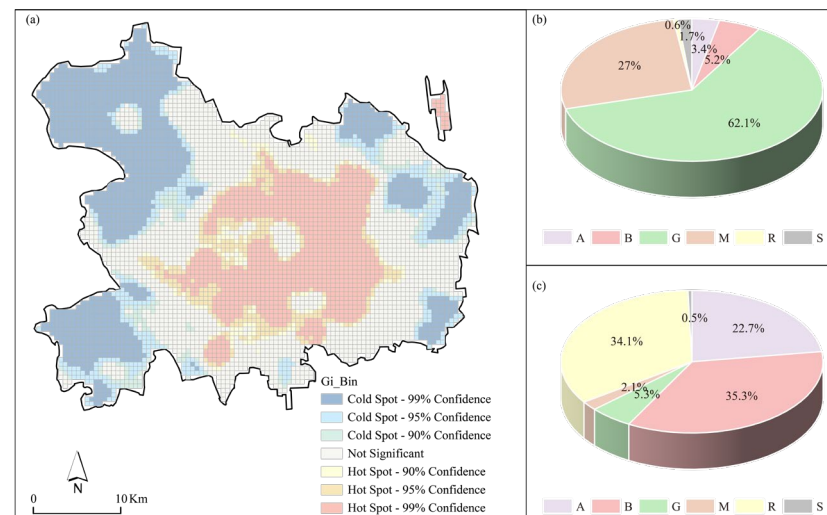 (a)
Gi_Bin
Cold Spot - 99% Confidence
Cold Spot - 95% Confidence
Cold Spot - 90% Confidence
Not Significant
Hot Spot - 90% Confidence
Hot Spot - 95% Confidence
Hot Spot - 99% Confidence
N
0 10 Km
(b)
0.6%
1.7%
3.4%
5.2%
27%
62.1%
A B G M R S
(c)
0.5%
22.7%
34.1%
2.1%
5.3%
35.3%
A B G M R S